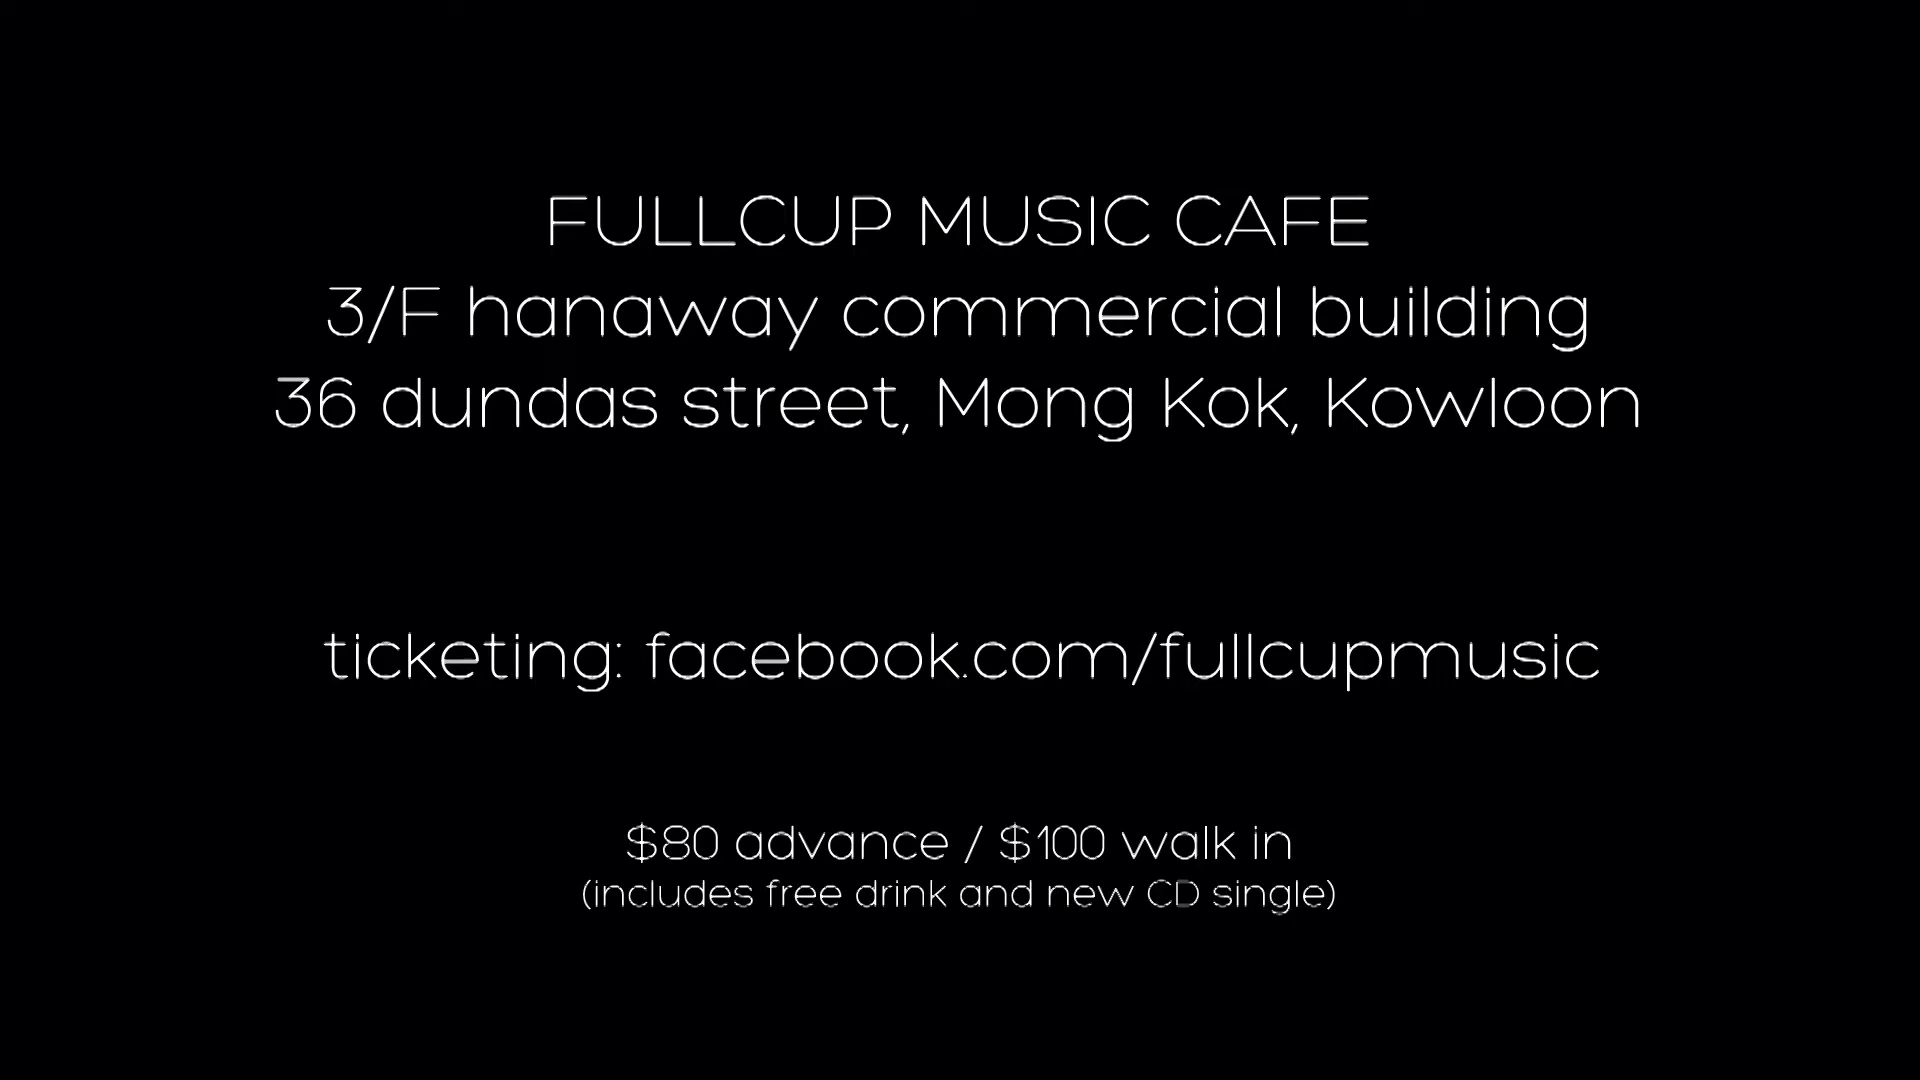 FULLCUP MUSIC CAFE
3/F hanaway commercial building
36 dundas street, Mong Kok, Kowloon
ticketing: facebook.com/fullcupmusic
$80 advance / $100 walk in
(includes free drink and new CD single)